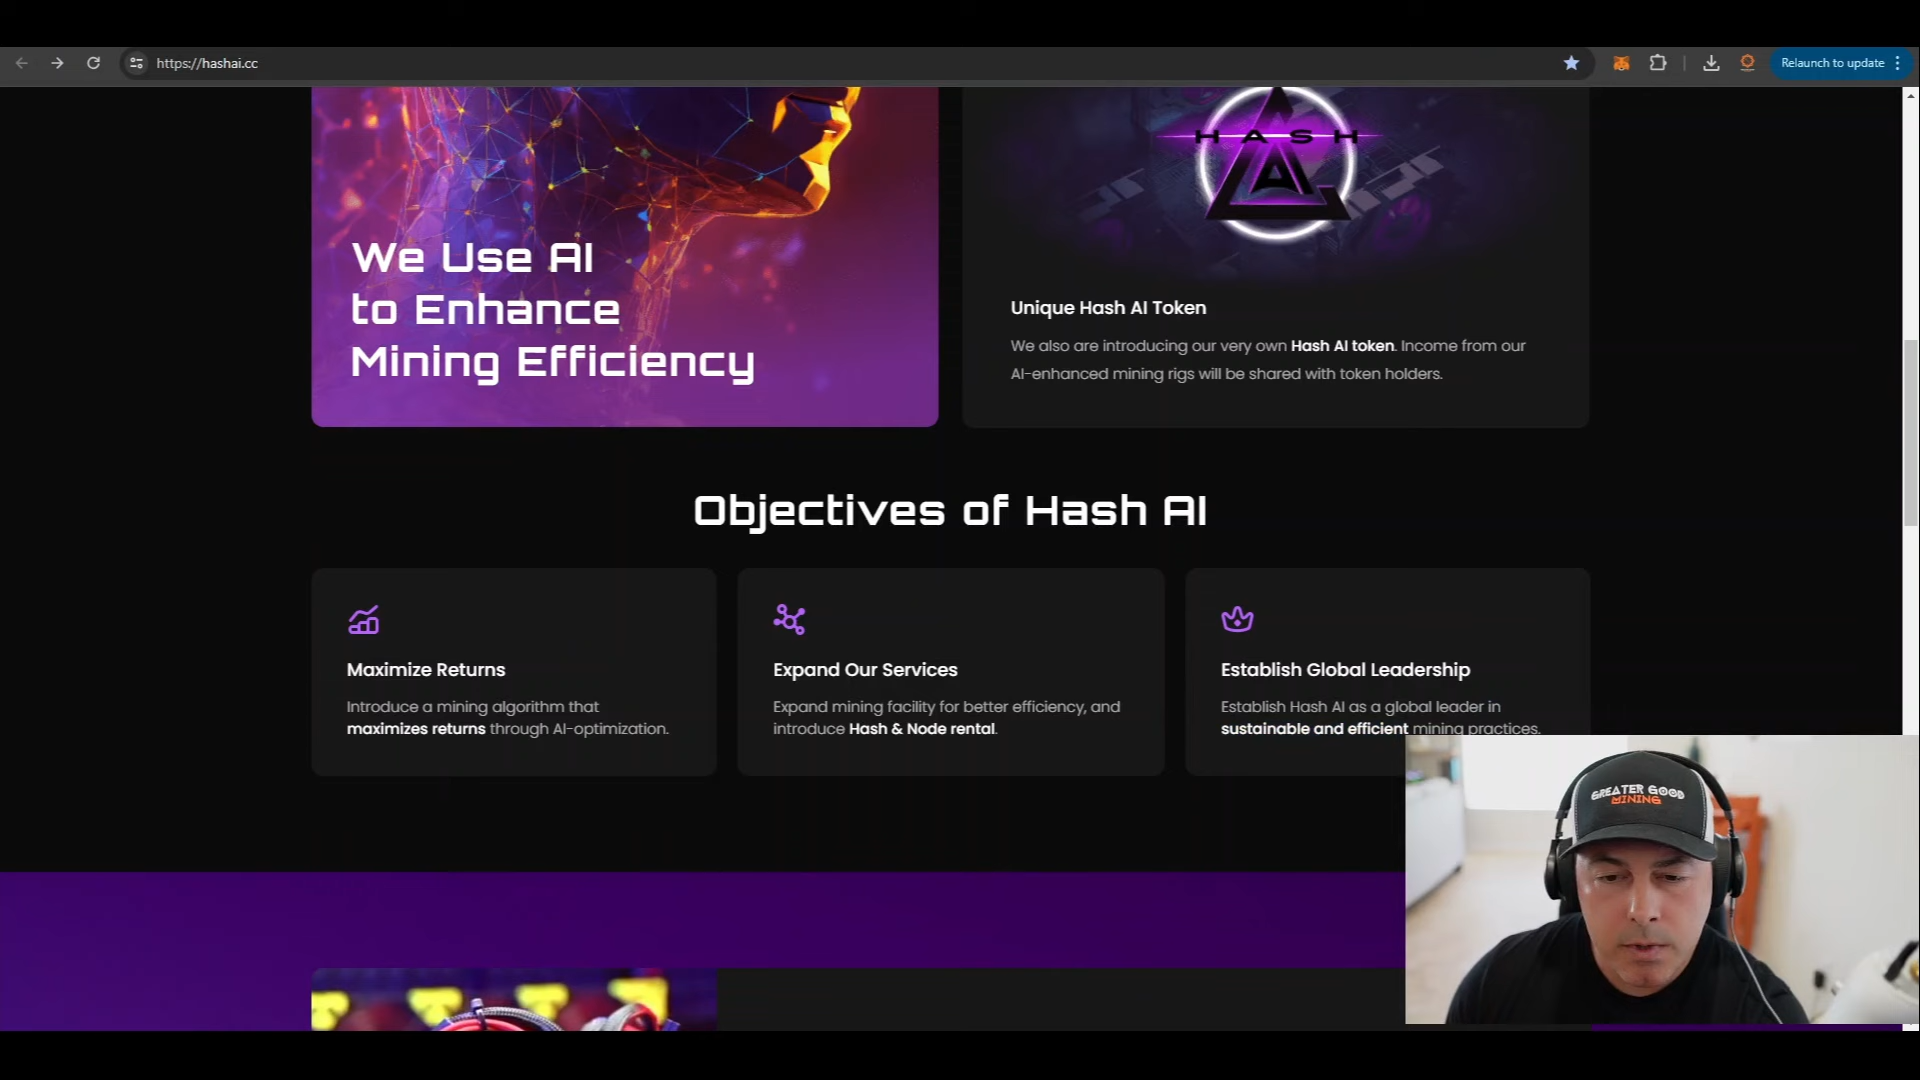 https://hashai.cc
Relaunch to update
HASH
AI
We Use AI
to Enhance
Mining Efficiency
Unique Hash AI Token
We also are introducing our very own Hash AI token. Income from our
AI-enhanced mining rigs will be shared with token holders.
Objectives of Hash AI
Maximize Returns
Introduce a mining algorithm that
maximizes returns through AI-optimization.
Expand Our Services
Expand mining facility for better efficiency, and
introduce Hash & Node rental.
Establish Global Leadership
Establish Hash AI as a global leader in
sustainable and efficient mining practices.
GREATER GOOD
MINING